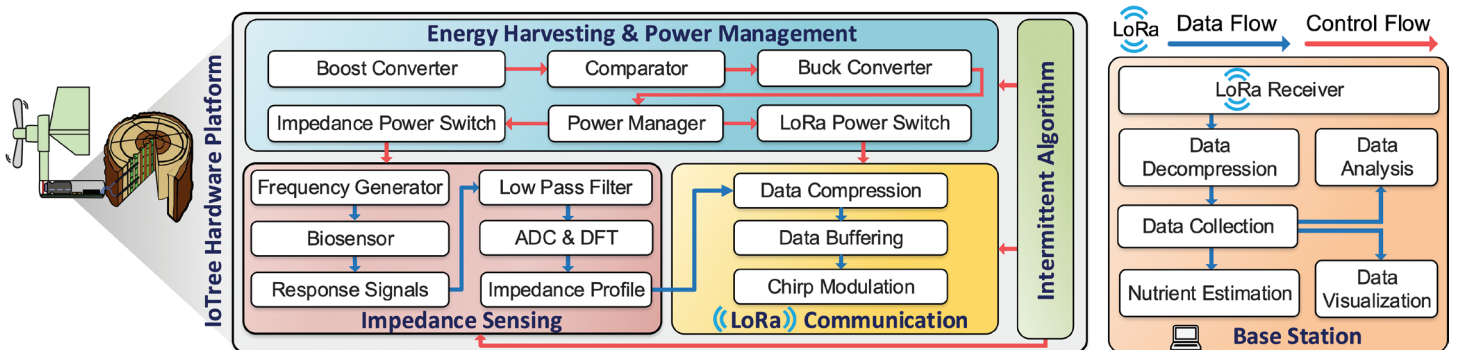 IoTree Hardware Platform
Energy Harvesting & Power Management
Boost Converter
Comparator
Buck Converter
Impedance Power Switch
Power Manager
LoRa Power Switch
Frequency Generator
Biosensor
Response Signals
Low Pass Filter
ADC & DFT
Impedance Profile
Impedance Sensing
Data Compression
Data Buffering
Chirp Modulation
LoRa Communication
Intermittent Algorithm
LoRa
Data Flow
Control Flow
LoRa Receiver
Data
Decompression
Data
Analysis
Data Collection
Nutrient Estimation
Data
Visualization
Base Station